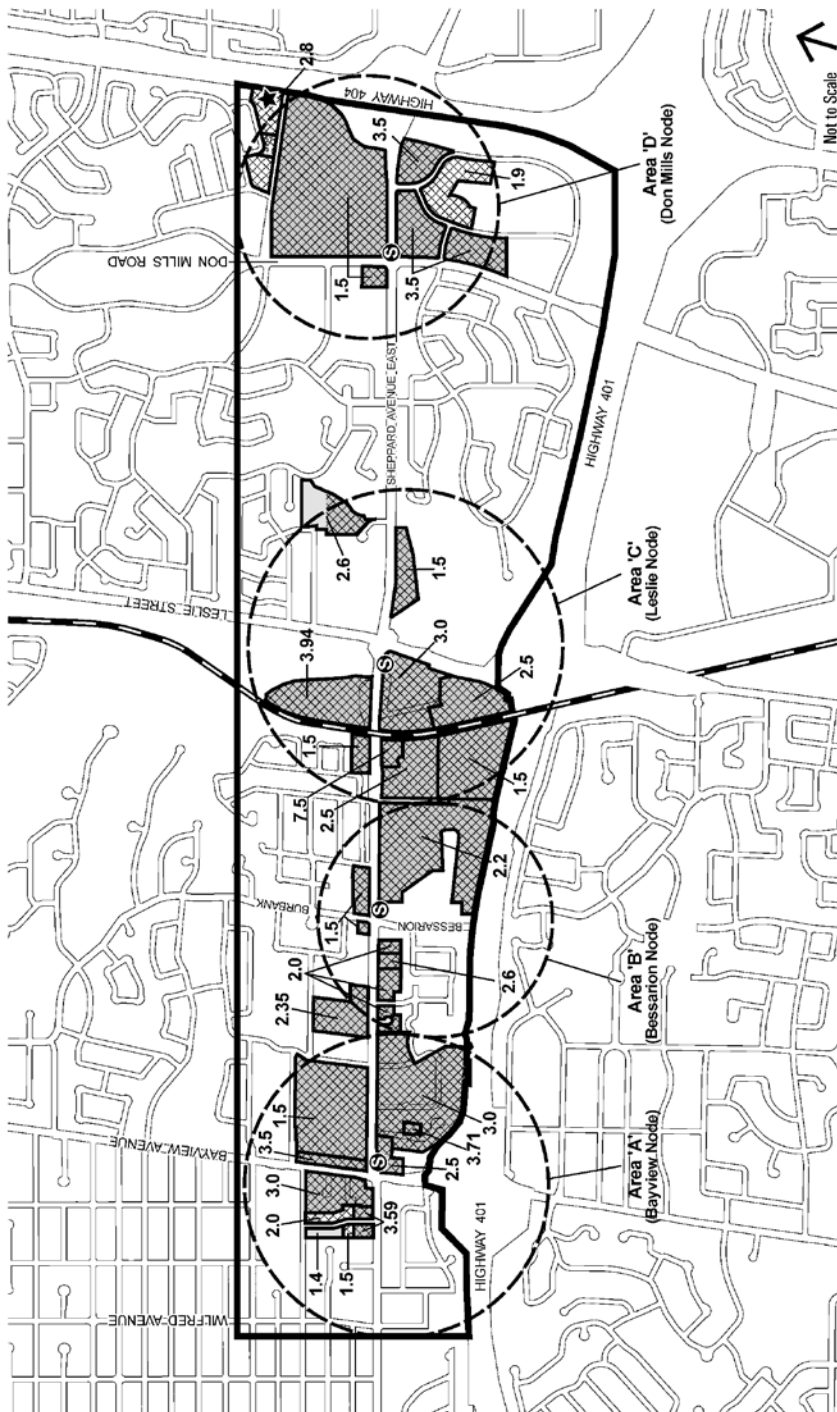 2.8
HIGHWAY 404
3.5
1.9
Area 'D'
(Don Mills Node)
Not to Scale
DON MILLS ROAD
1.5
3.5
S
SHEPPARD AVENUE EAST
HIGHWAY 401
2.6
1.5
LESLIE STREET
Area 'C'
(Leslie Node)
3.94
S
3.0
2.5
1.5
7.5
2.5
1.5
2.2
BURBANK
1.5
S
BESSARION
2.0
2.6
2.35
Area 'B'
(Bessarion Node)
BAYVIEW AVENUE
1.5
3.5
3.0
3.71
S
2.5
3.0
2.0
3.59
1.4
1.5
Area 'A'
(Bayview Node)
HIGHWAY 401
WILFRED AVENUE